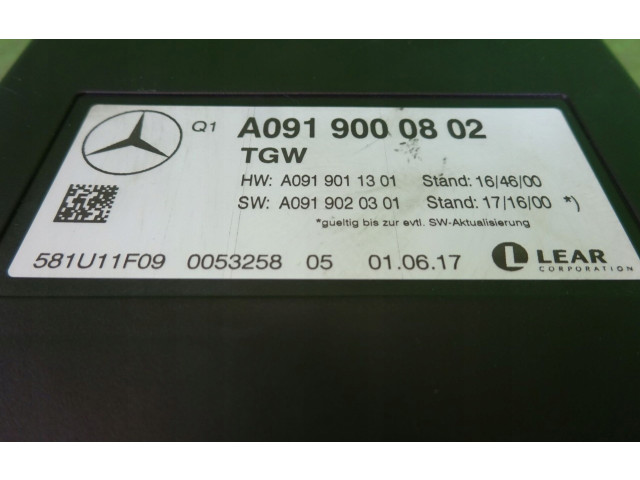 Q1 A091 900 08 02
TGW
HW: A091 901 13 01 Stánd: 16/46/00
SW: A091 902 03 01 Stand: 17/16/00 *)
*gueltig bis zur evtl. SW-Aktualisierung
581U11F09 0053258 05 01.06.17 L LEAR
CORPORATION